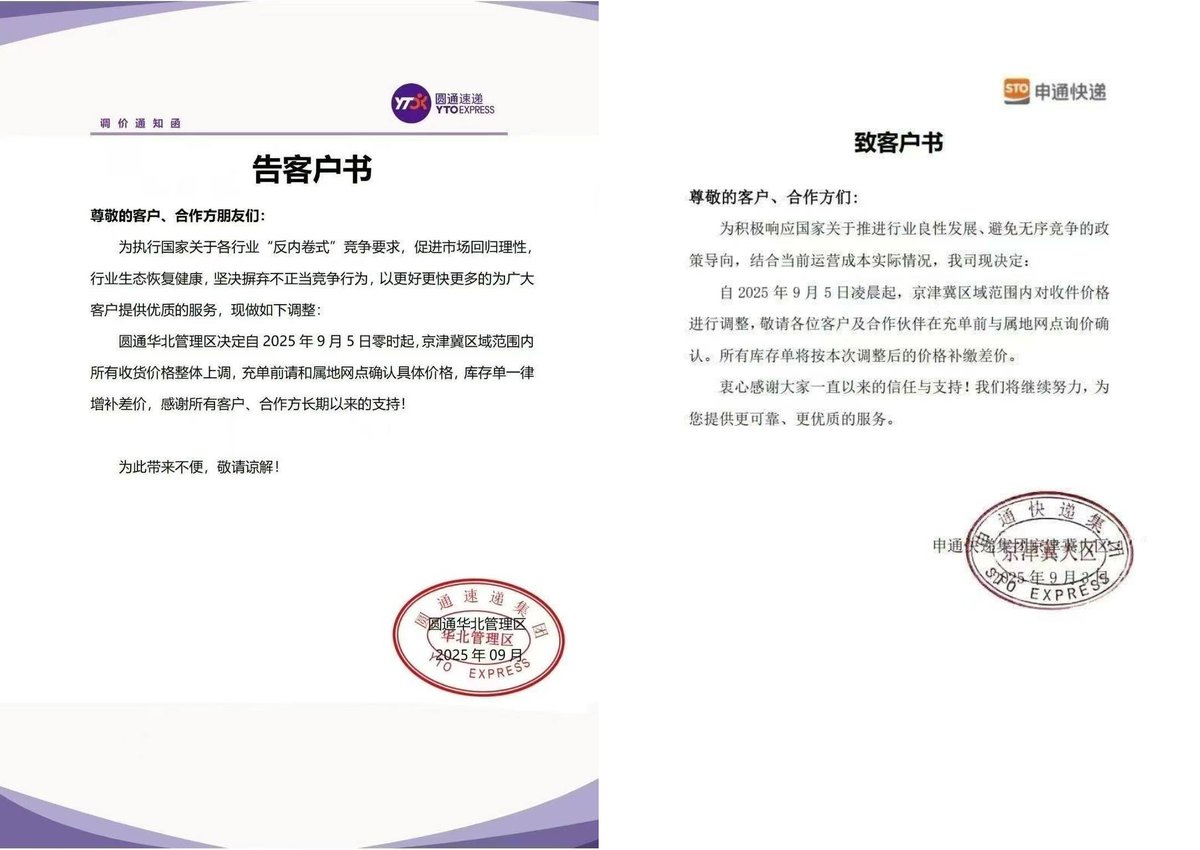 YTO
圆通速递
YTO EXPRESS
调价通知函
告客户书
尊敬的客户、合作方朋友们：
为执行国家关于各行业“反内卷式”竞争要求，促进市场回归理性，
行业生态恢复健康，坚决摒弃不正当竞争行为，以更好更快更多的为广大
客户提供优质的服务，现做如下调整：
圆通华北管理区决定自 2025 年 9 月 5 日零时起，京津冀区域范围内
所有收货价格整体上调，充单前请和属地网点确认具体价格，库存单一律
增补差价，感谢所有客户、合作方长期以来的支持！
为此带来不便，敬请谅解！
圆通速递集团
圆通华北管理区
华北管理区
2025 年 09 月
YTO EXPRESS
STO 申通快递
致客户书
尊敬的客户、合作方们：
为积极响应国家关于推进行业良性发展、避免无序竞争的政
策导向，结合当前运营成本实际情况，我司现决定：
自 2025 年 9 月 5 日凌晨起，京津冀区域范围内对收件价格
进行调整，敬请各位客户及合作伙伴在充单前与属地网点询价确
认。所有库存单将按本次调整后的价格补缴差价。
衷心感谢大家一直以来的信任与支持！我们将继续努力，为
您提供更可靠、更优质的服务。
申通快递集团
申通快递集团京津冀大区
京津冀大区
2025 年 9 月 3 日
STO EXPRESS